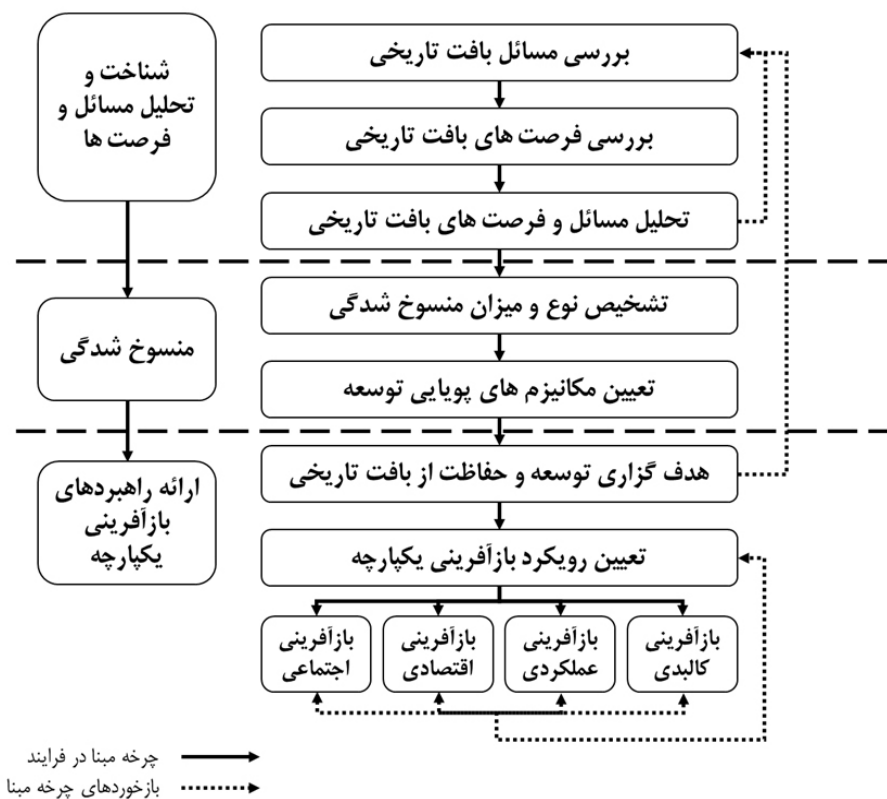 شناخت و
تحلیل مسائل و
فرصت ها
منسوخ شدگی
ارائه راهبردهای
بازآفرینی
یکپارچه
بررسی مسائل بافت تاریخی
بررسی فرصت های بافت تاریخی
تحلیل مسائل و فرصت های بافت تاریخی
تشخیص نوع و میزان منسوخ شدگی
تعیین مکانیزم های پویایی توسعه
هدف گزاری توسعه و حفاظت از بافت تاریخی
تعیین رویکرد بازآفرینی یکپارچه
بازآفرینی
کالبدی
بازآفرینی
عملکردی
بازآفرینی
اقتصادی
بازآفرینی
اجتماعی
چرخه مبنا در فرایند
بازخوردهای چرخه مبنا